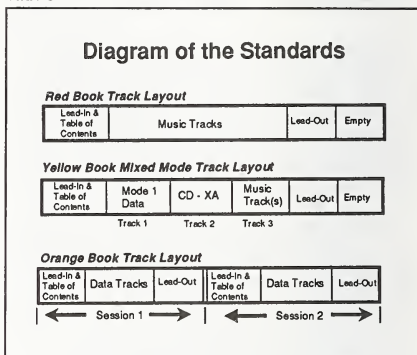 Diagram of the Standards
Red Book Track Layout
Lead-In &
Table of
Contents
Music Tracks
Lead-Out
Empty
Yellow Book Mixed Mode Track Layout
Lead-In &
Table of
Contents
Mode 1
Data
CD - XA
Music
Track(s)
Lead-Out
Empty
Track 1
Track 2
Track 3
Orange Book Track Layout
Lead-In &
Table of
Contents
Data Tracks
Lead-Out
Lead-In &
Table of
Contents
Data Tracks
Lead-Out
Session 1
Session 2